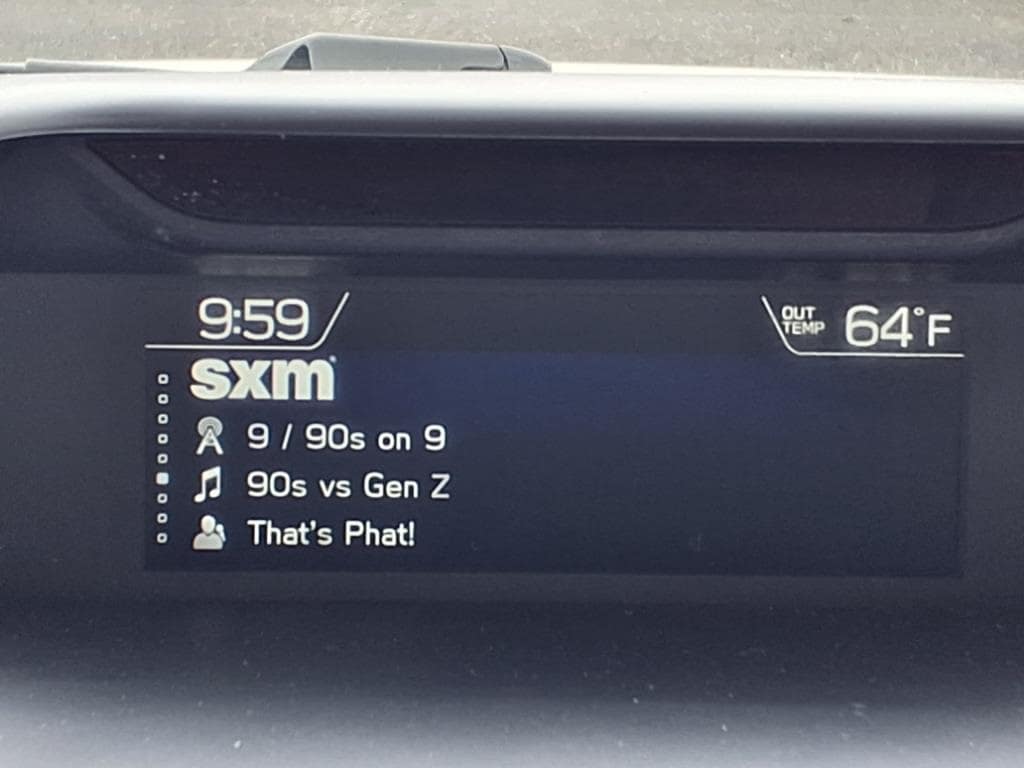 9:59
OUT TEMP 64°F
sxm
9 / 90s on 9
90s vs Gen Z
That's Phat!